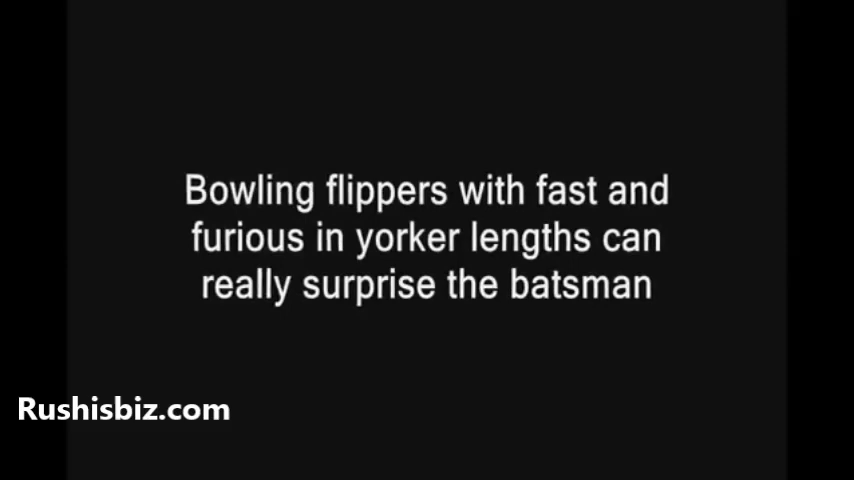 Bowling flippers with fast and
furious in yorker lengths can
really surprise the batsman
Rushisbiz.com